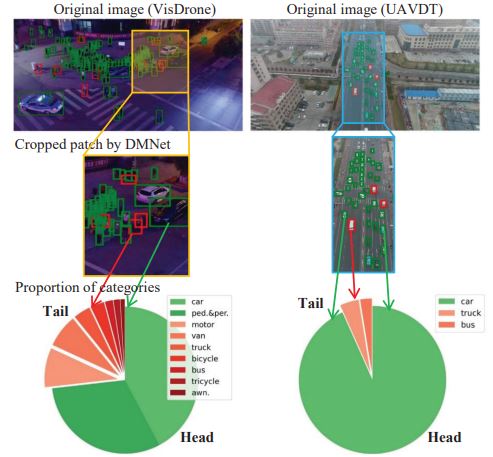 Original image (VisDrone)
Original image (UAVDT)
Cropped patch by DMNet
Proportion of categories
Tail
car
ped.&per.
motor
van
truck
bicycle
bus
tricycle
awn.
Head
Tail
car
truck
bus
Head